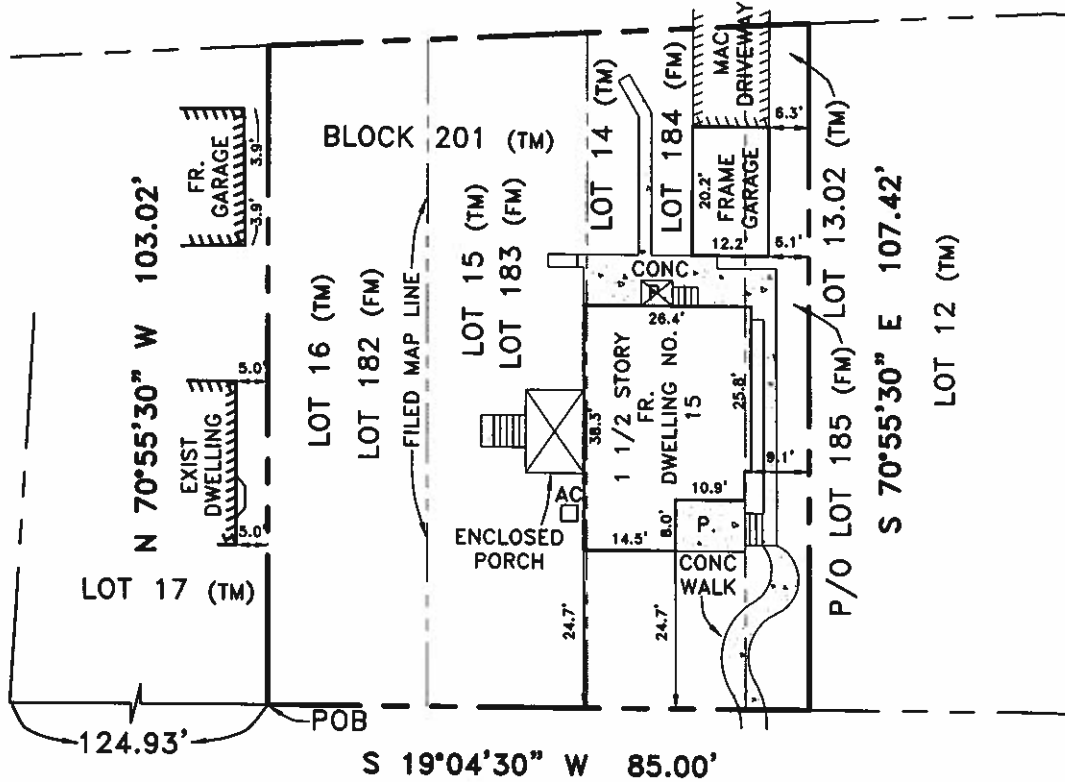 MAC
DRIVEWAY
6.3'
LOT 14 (TM)
LOT 184 (FM)
LOT 13.02 (TM)
BLOCK 201 (TM)
FR.
GARAGE
3.9'
3.9'
20.2'
FRAME
GARAGE
12.2'
5.1'
N 70°55'30" W 103.02'
S 70°55'30" E 107.42'
LOT 12 (TM)
LOT 15 (TM)
LOT 183 (FM)
LOT 16 (TM)
LOT 182 (FM)
FILED MAP LINE
CONC
P
26.4'
1 1/2 STORY
FR.
DWELLING NO.
15
38.3'
25.8'
9.1'
P/O LOT 185 (FM)
5.0'
EXIST
DWELLING
5.0'
AC
ENCLOSED
PORCH
10.9'
8.0'
P.
14.5'
CONC
WALK
24.7'
24.7'
LOT 17 (TM)
POB
124.93'
S 19°04'30" W 85.00'